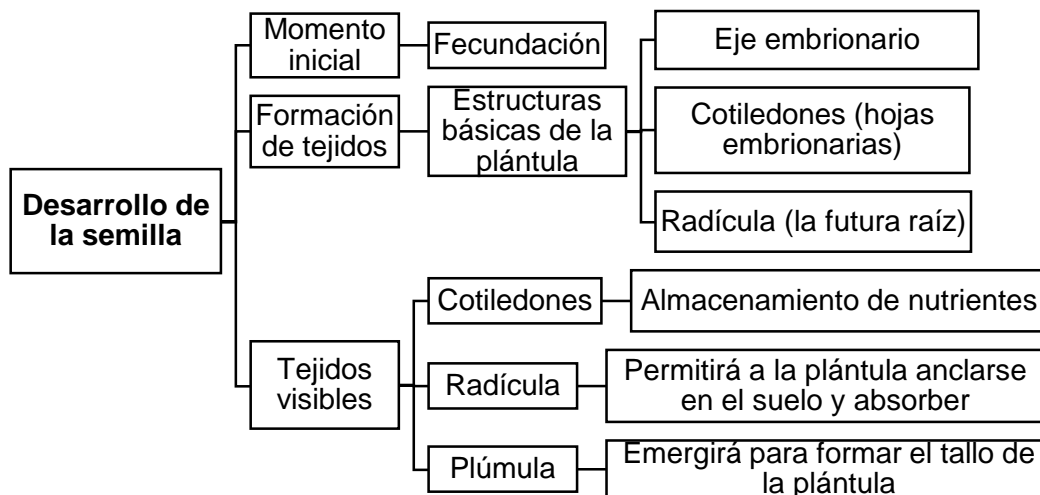 Desarrollo de
la semilla
Momento
inicial
Fecundación
Formación
de tejidos
Estructuras
básicas de la
plántula
Eje embrionario
Cotiledones (hojas
embrionarias)
Radícula (la futura raíz)
Tejidos
visibles
Cotiledones
Almacenamiento de nutrientes
Radícula
Permitirá a la plántula anclarse
en el suelo y absorber
Plúmula
Emergirá para formar el tallo de
la plántula